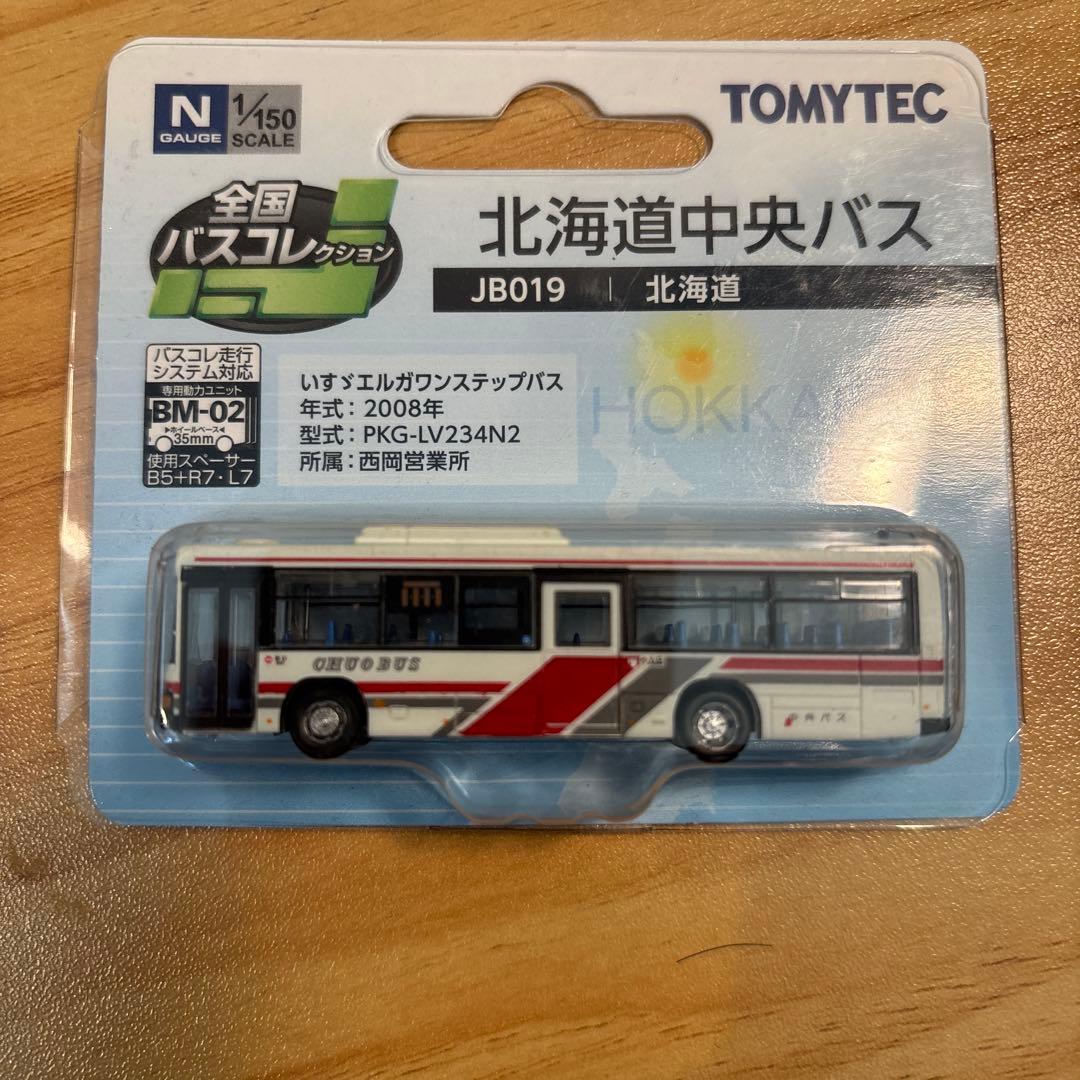 N GAUGE 1/150 SCALE
TOMYTEC
全国
バスコレクション
北海道中央バス
JB019 | 北海道
バスコレ走行
システム対応
専用動力ユニット
BM-02
▶ホイールベース◀
35mm
使用スペーサー
B5+R7・L7
いすゞエルガワンステップバス
年式：2008年
型式：PKG-LV234N2
所属：西岡営業所
HOKKA
CHUO BUS
中央バス